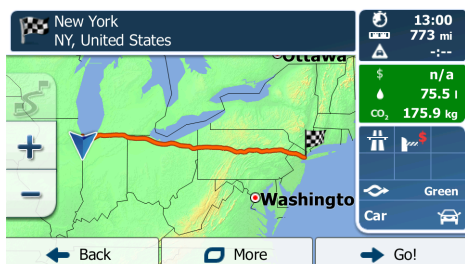 New York
NY, United States
13:00
773 mi
-:--
$ n/a
75.5 l
CO₂ 175.9 kg
Ottawa
Washingto
$
Green
Car
Back
More
Go!